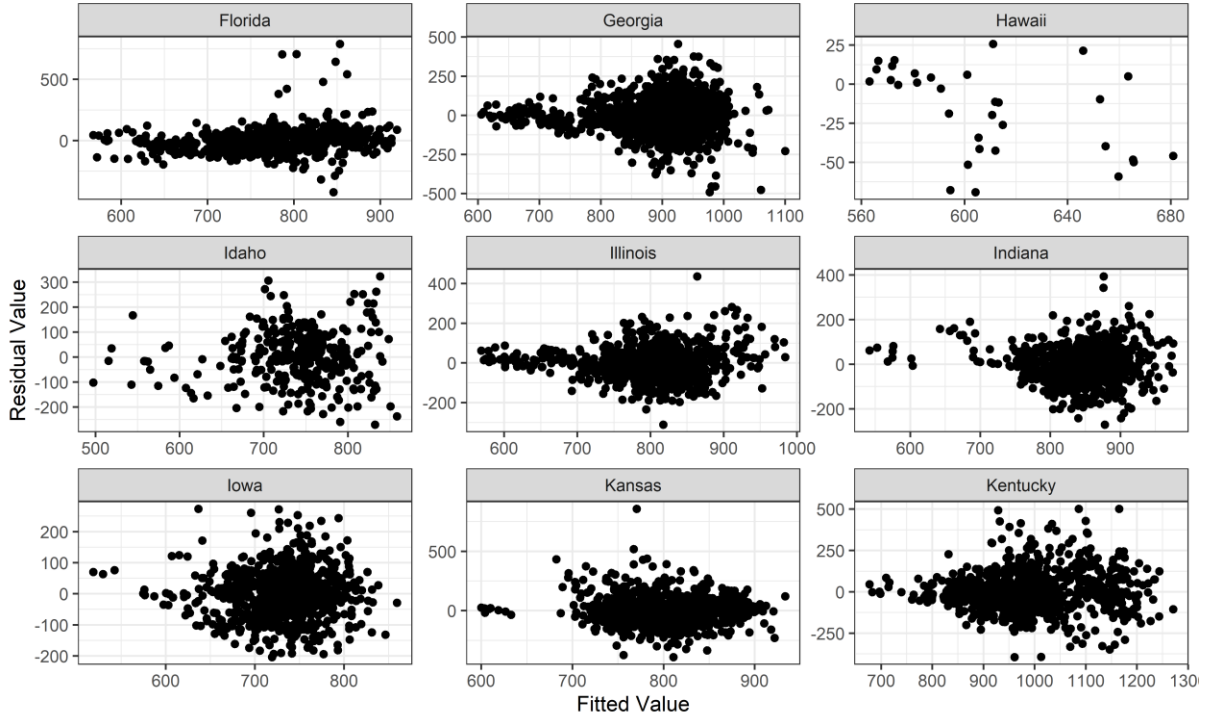 Florida Georgia Hawaii
500
0
600 700 800 900
500
250
0
-250
-500
600 700 800 900 1000 1100
25
0
-25
-50
560 600 640 680
Residual Value
Idaho Illinois Indiana
300
200
100
0
-100
-200
500 600 700 800
400
200
0
-200
600 700 800 900 1000
400
200
0
-200
600 700 800 900
Iowa Kansas Kentucky
200
100
0
-100
-200
600 700 800
500
0
600 700 800 900
500
250
0
-250
700 800 900 1000 1100 1200 130
Fitted Value